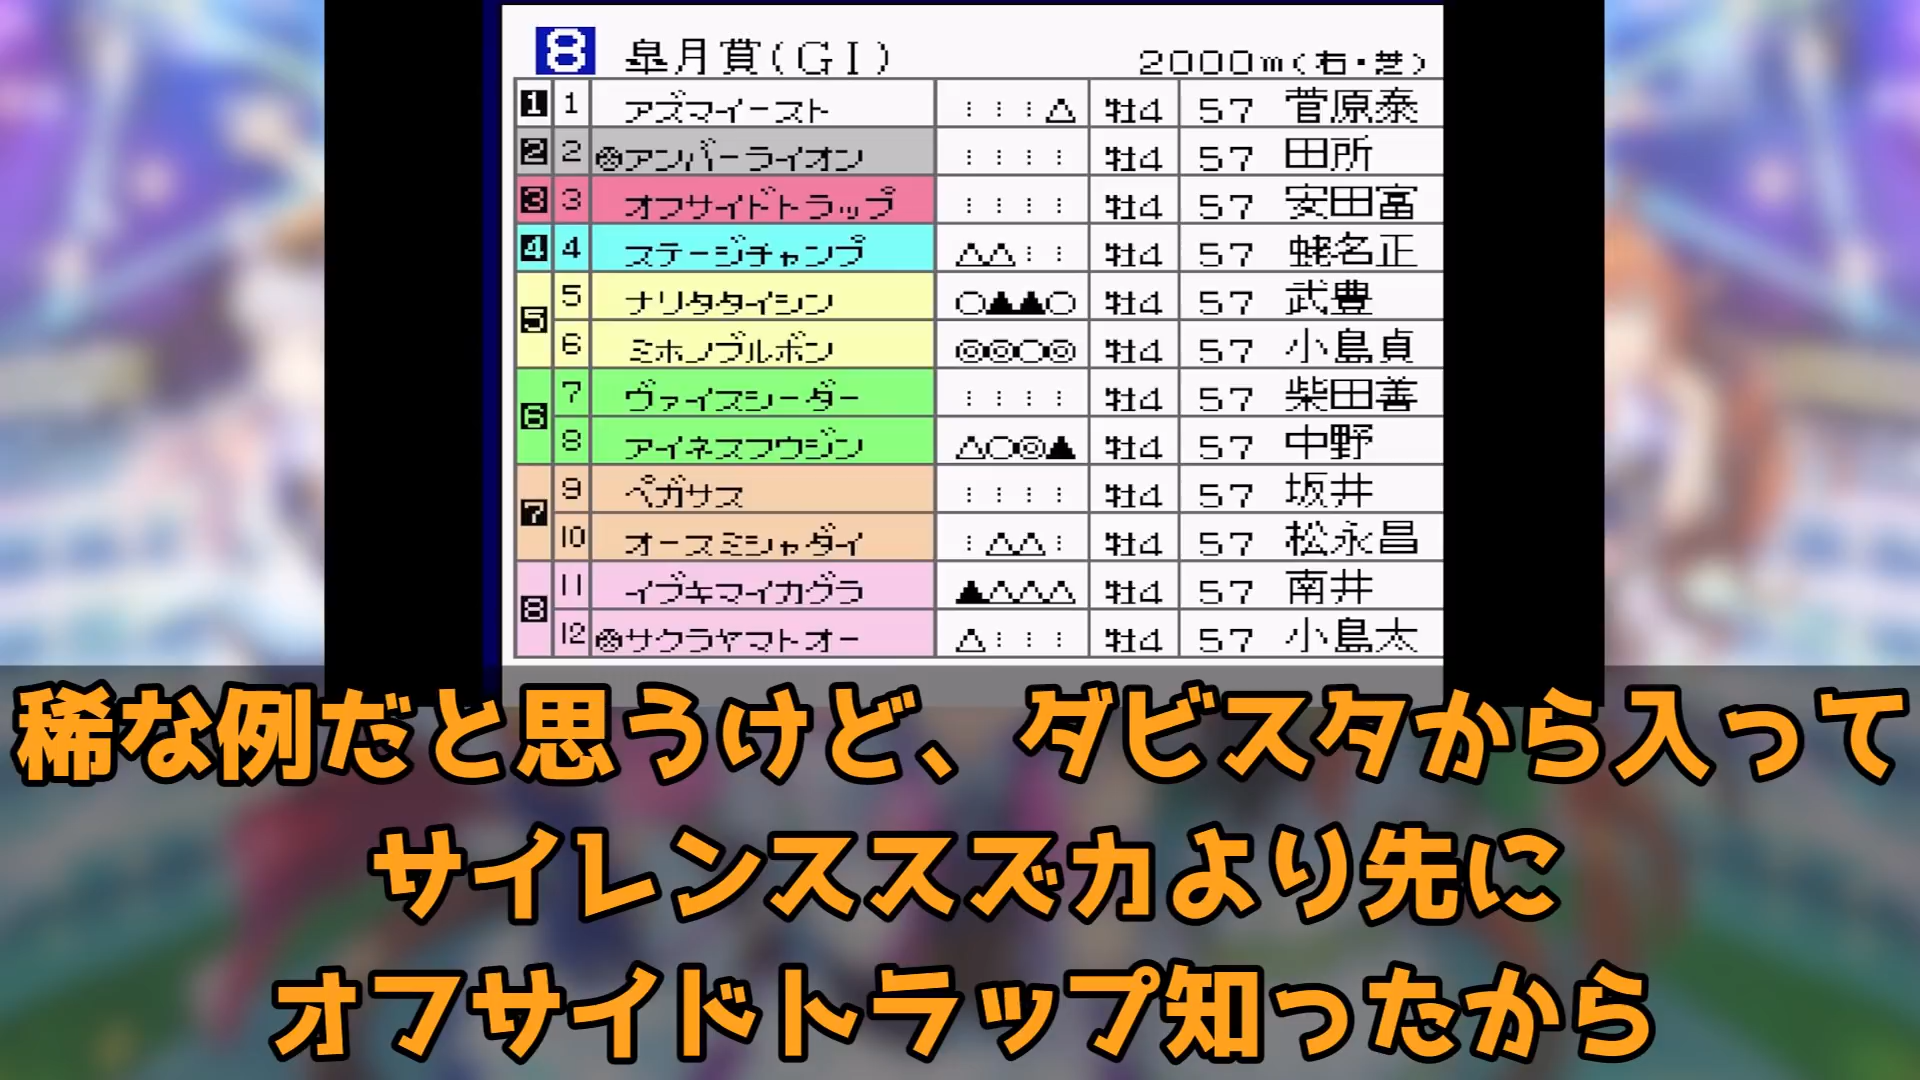 8 皐月賞(GⅠ) 2000m(右・芝)
1 1 アズマイースト :::△ 牡4 57 菅原泰
2 2 アンバーライオン :::: 牡4 57 田所
3 3 オフサイドトラップ :::: 牡4 57 安田富
4 4 ステージチャンプ △△:: 牡4 57 蛯名正
5 5 ナリタタイシン ○▲▲○ 牡4 57 武豊
6 ミホノブルボン ◎◎○◎ 牡4 57 小島貞
6 7 ヴァイスシーダー :::: 牡4 57 柴田善
8 アイネスフウジン △○◎▲ 牡4 57 中野
7 9 ペガサス :::: 牡4 57 坂井
10 オースミシャダイ :△△: 牡4 57 松永昌
8 11 イブキマイカグラ ▲△△△ 牡4 57 南井
12 サクラヤマトオー △::: 牡4 57 小島太
稀な例だと思うけど、ダビスタから入って
サイレンススズカより先に
オフサイドトラップ知ったから